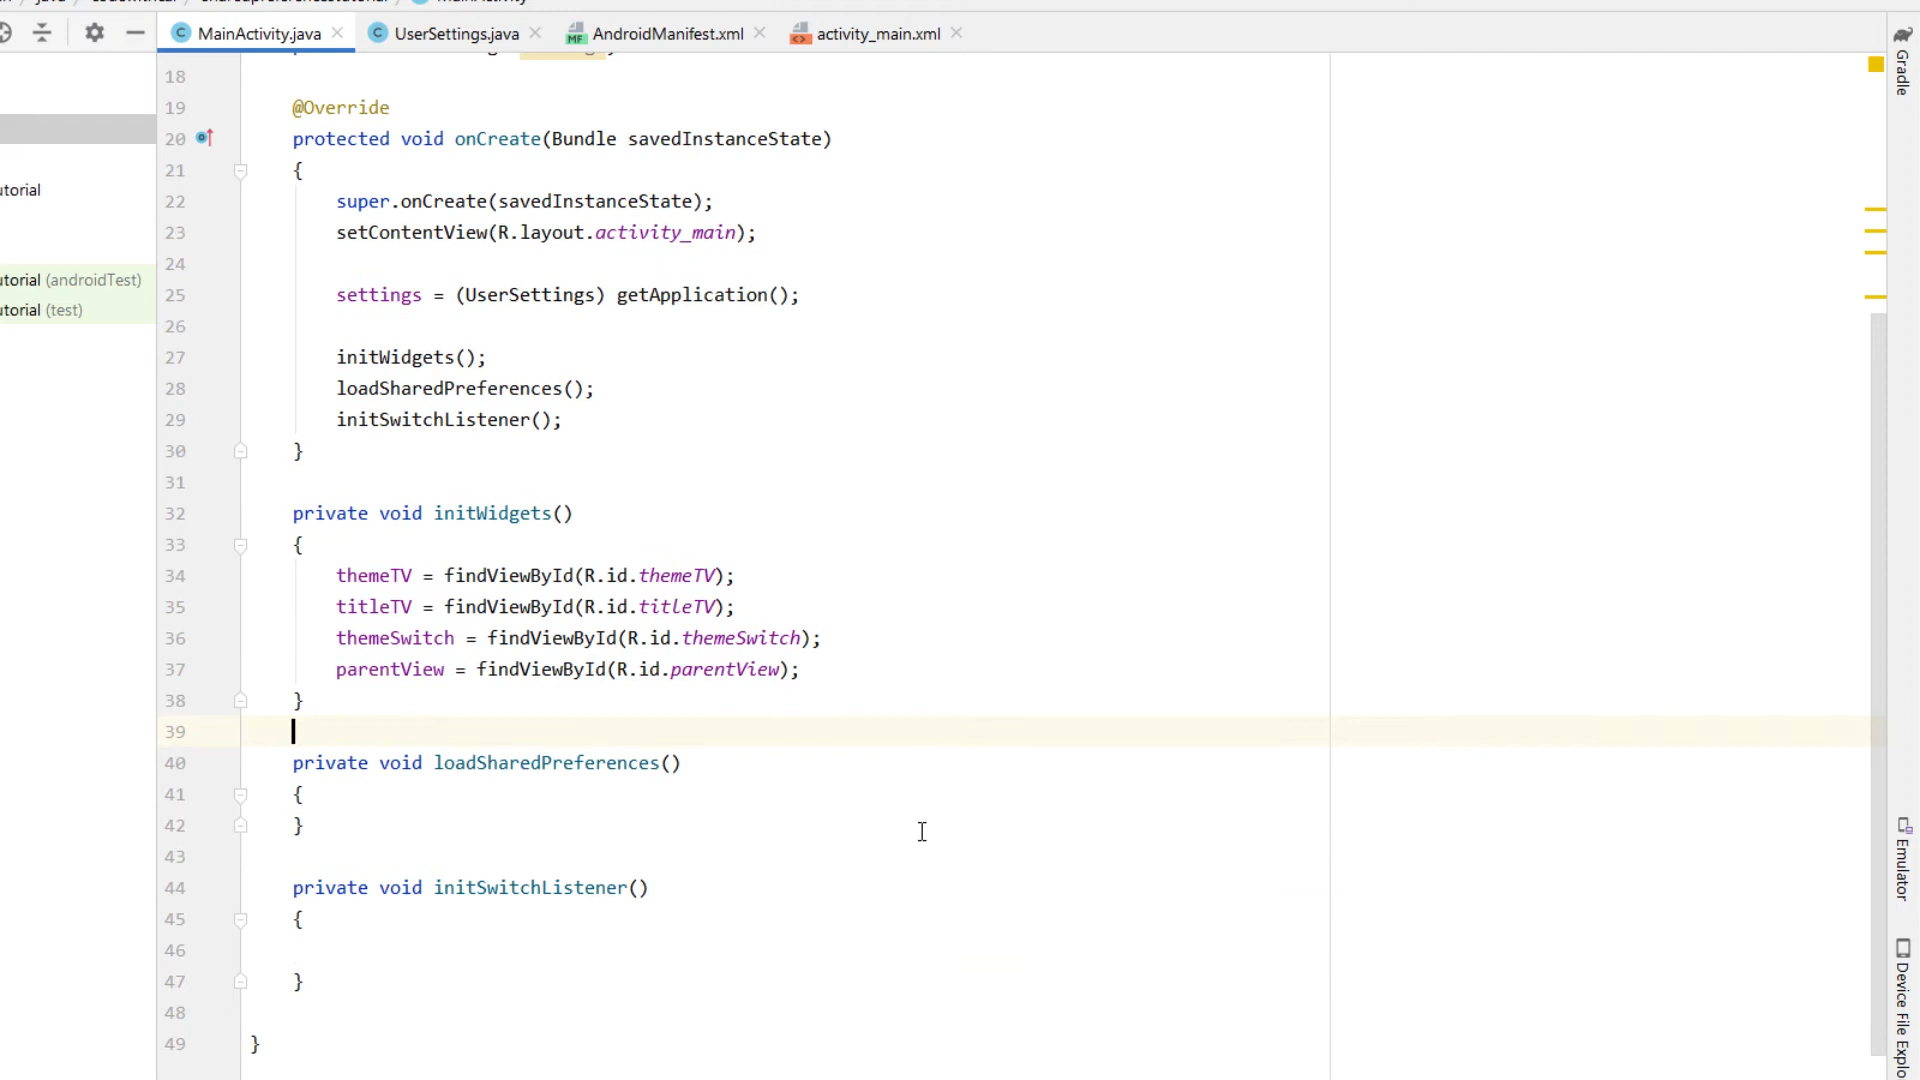 MainActivity.java
UserSettings.java
AndroidManifest.xml
activity_main.xml
18
19 @Override
20 protected void onCreate(Bundle savedInstanceState)
21 {
22 super.onCreate(savedInstanceState);
23 setContentView(R.layout.activity_main);
24
25 settings = (UserSettings) getApplication();
26
27 initWidgets();
28 loadSharedPreferences();
29 initSwitchListener();
30 }
31
32 private void initWidgets()
33 {
34 themeTV = findViewById(R.id.themeTV);
35 titleTV = findViewById(R.id.titleTV);
36 themeSwitch = findViewById(R.id.themeSwitch);
37 parentView = findViewById(R.id.parentView);
38 }
39
40 private void loadSharedPreferences()
41 {
42 }
43
44 private void initSwitchListener()
45 {
46
47 }
48
49 }
utorial
utorial (androidTest)
utorial (test)
Gradle
Emulator
Device File Explo